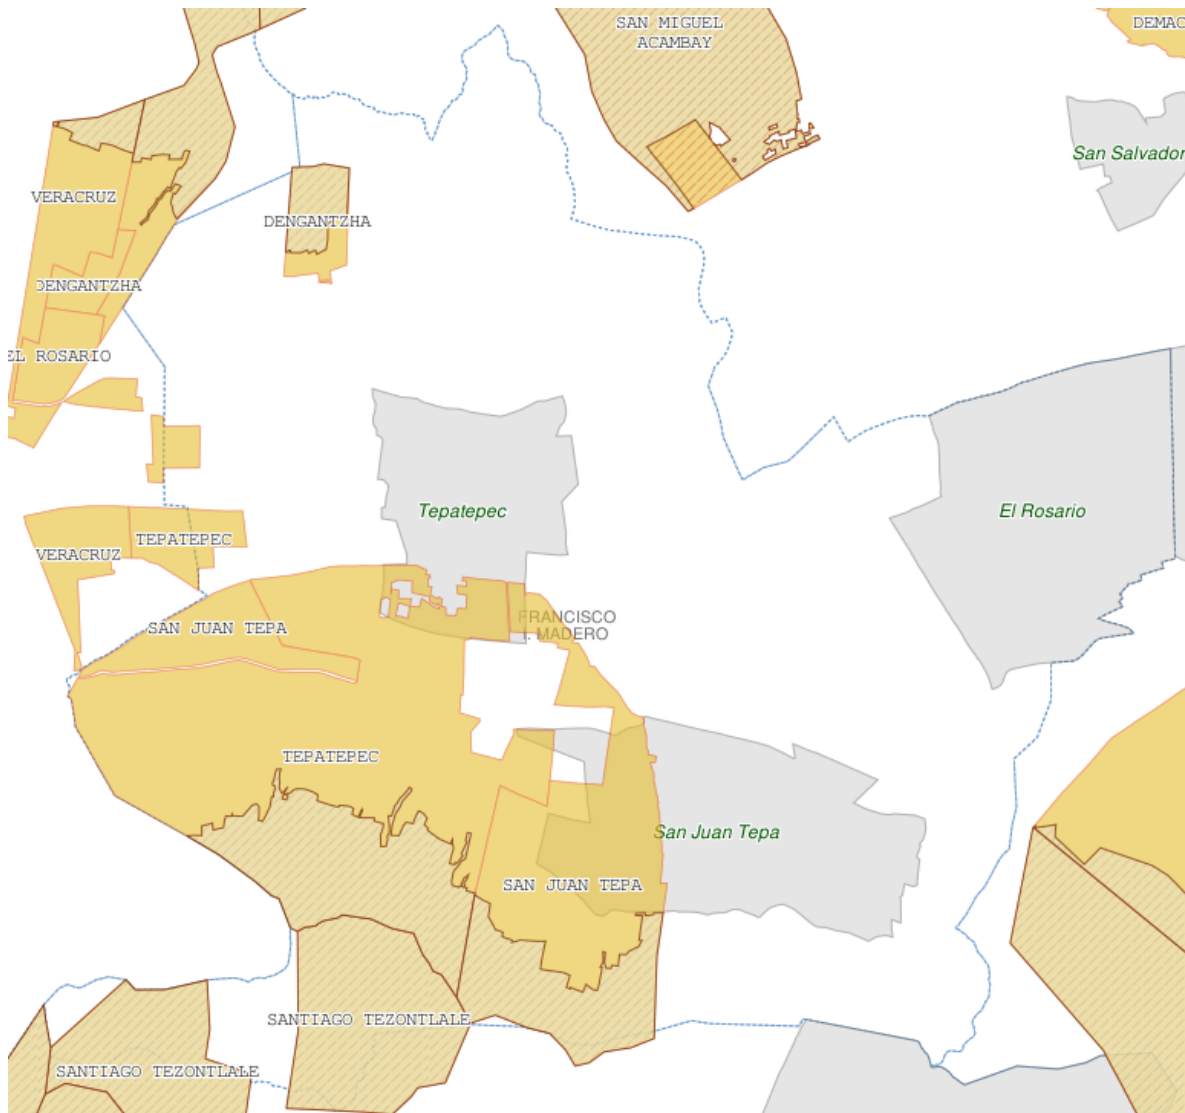 SAN MIGUEL
ACAMBAY
DEMAC
San Salvador
VERACRUZ
DENGANTZHA
DENGANTZHA
EL ROSARIO
Tepatepec
El Rosario
TEPATEPEC
VERACRUZ
FRANCISCO
I. MADERO
SAN JUAN TEPA
TEPATEPEC
San Juan Tepa
SAN JUAN TEPA
SANTIAGO TEZONTLALE
SANTIAGO TEZONTLALE